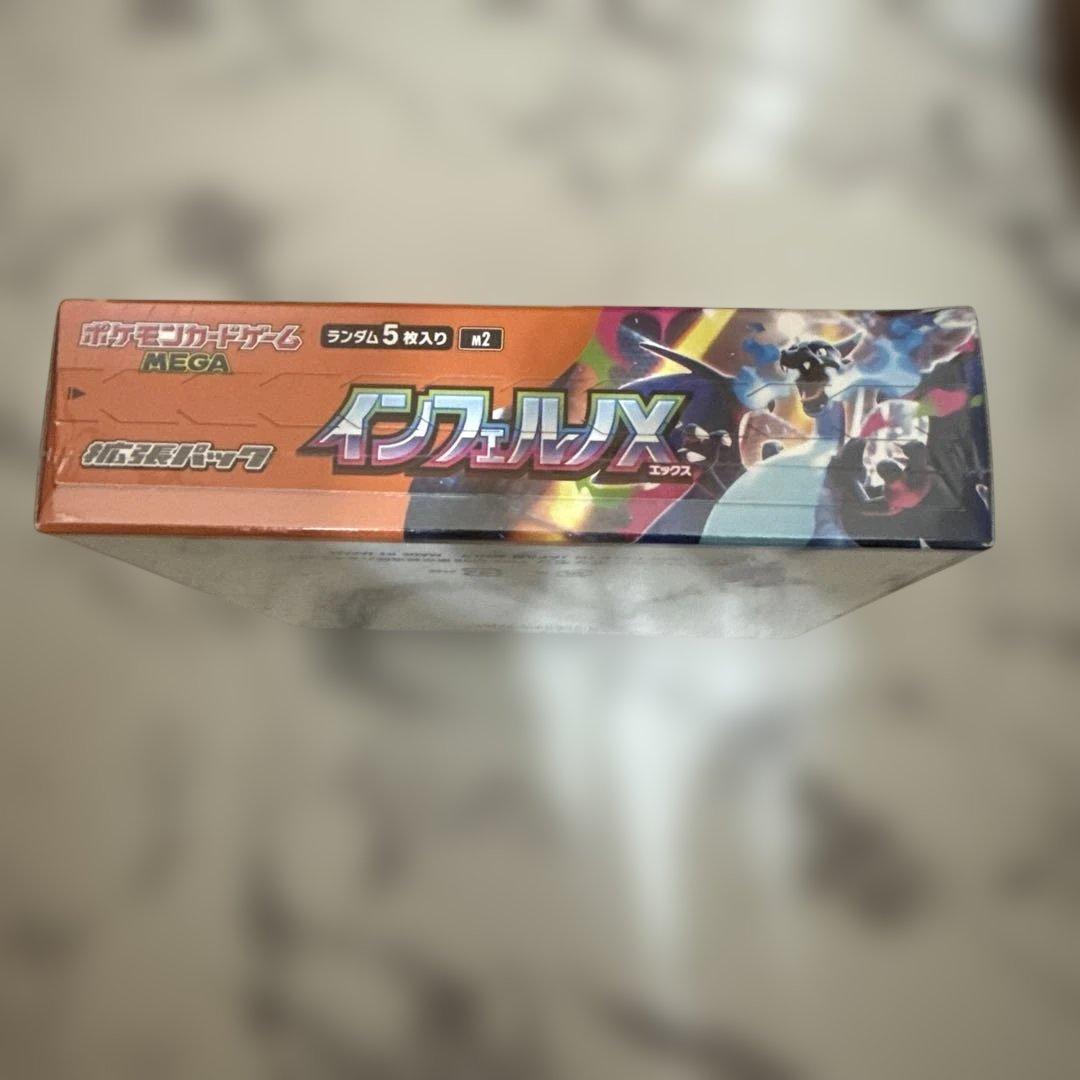 ポケモンカードゲーム
MEGA
ランダム5枚入り
M2
拡張パック
インフェルノX
エックス